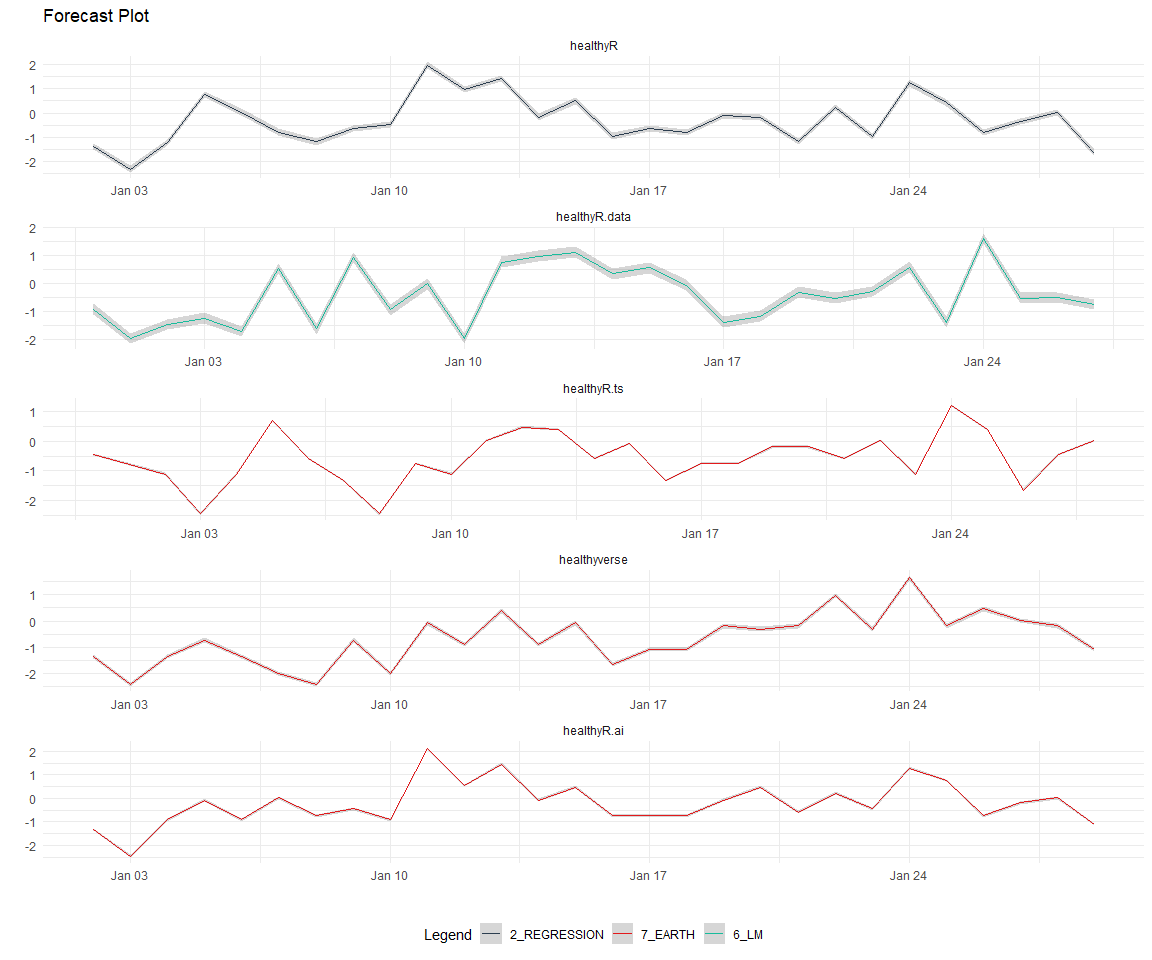 Forecast Plot
healthyR
2
1
0
-1
-2
Jan 03 Jan 10 Jan 17 Jan 24
healthyR.data
2
1
0
-1
-2
Jan 03 Jan 10 Jan 17 Jan 24
healthyR.ts
1
0
-1
-2
Jan 03 Jan 10 Jan 17 Jan 24
healthyverse
1
0
-1
-2
Jan 03 Jan 10 Jan 17 Jan 24
healthyR.ai
2
1
0
-1
-2
Jan 03 Jan 10 Jan 17 Jan 24
Legend 2_REGRESSION 7_EARTH 6_LM